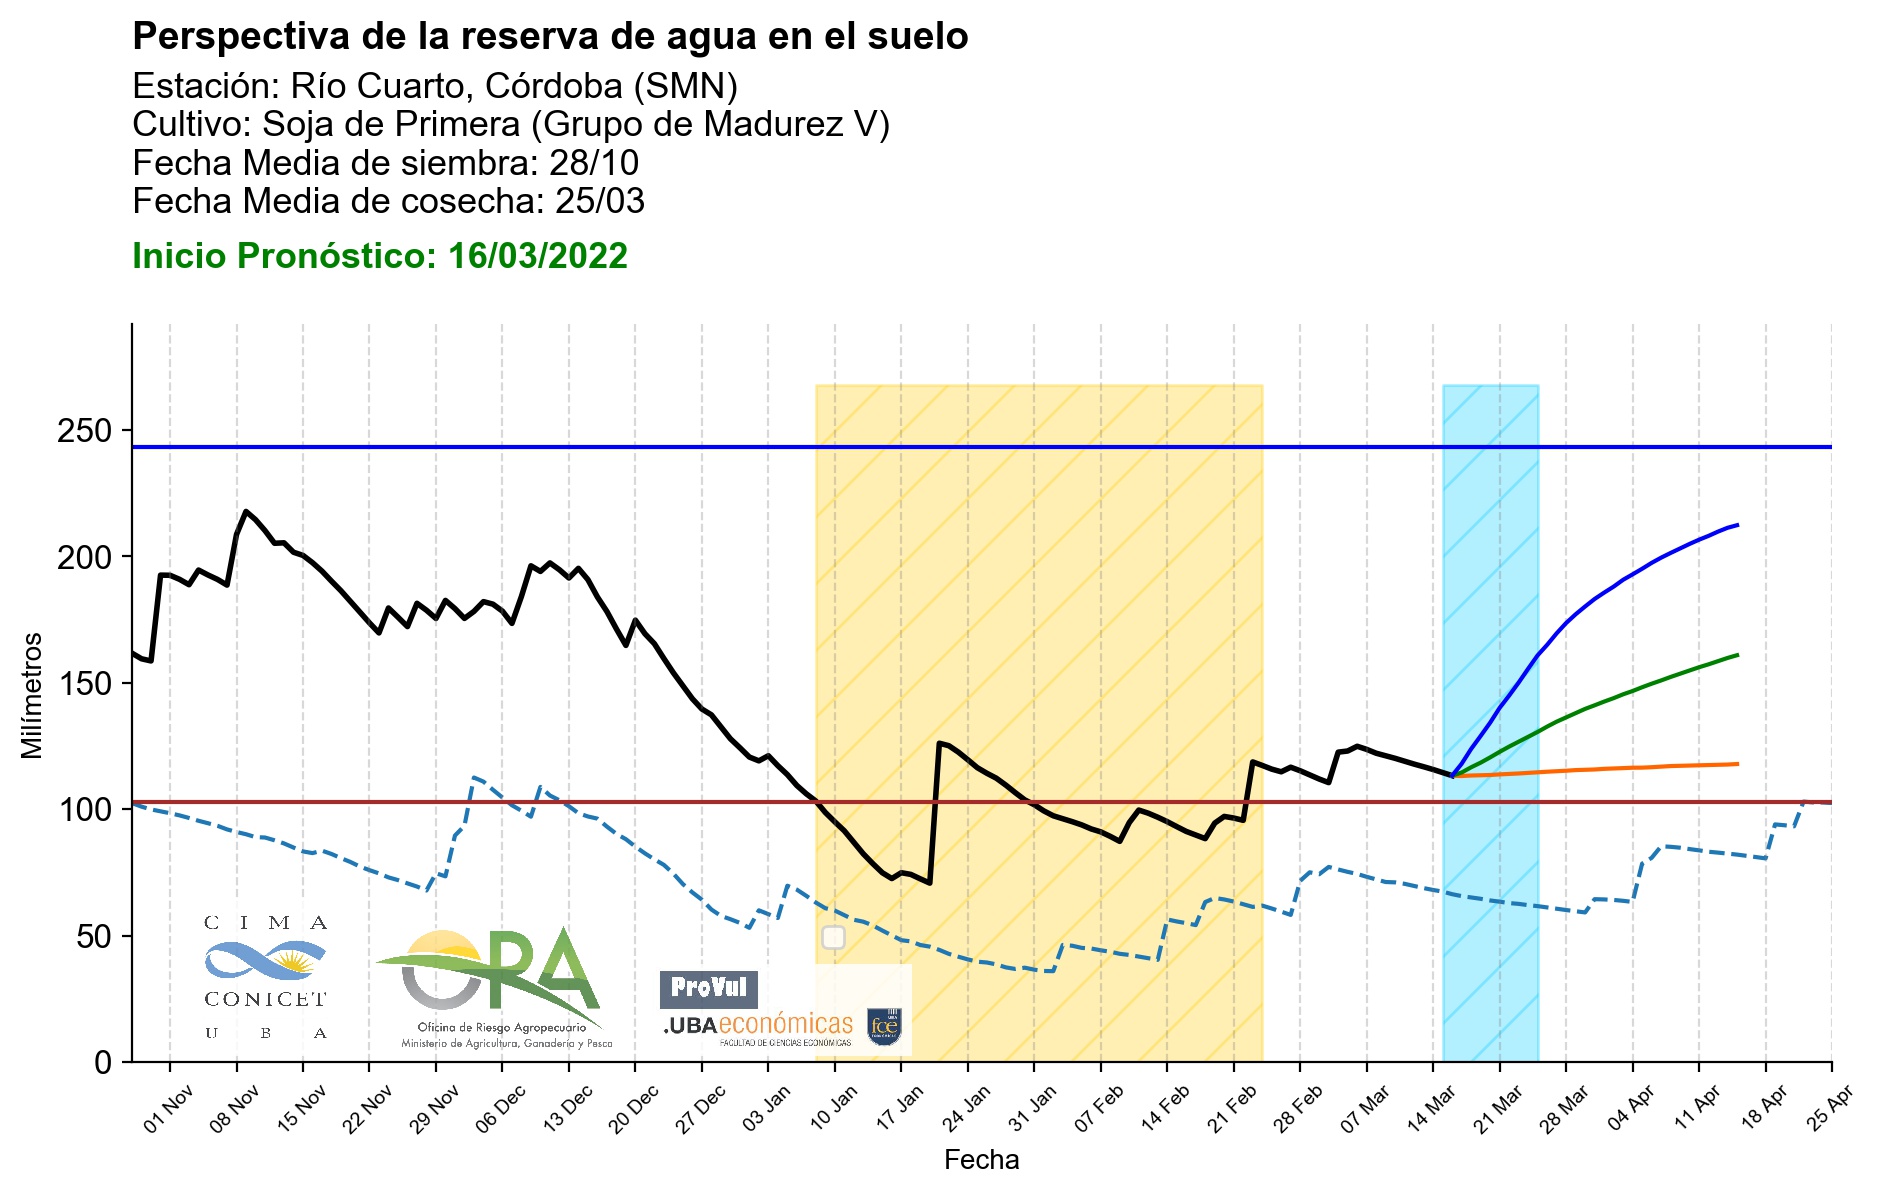 Perspectiva de la reserva de agua en el suelo
Estación: Río Cuarto, Córdoba (SMN)
Cultivo: Soja de Primera (Grupo de Madurez V)
Fecha Media de siembra: 28/10
Fecha Media de cosecha: 25/03
Inicio Pronóstico: 16/03/2022
Milímetros
250
200
150
100
50
0
C I M A
CONICET
U B A
ORA
Oficina de Riesgo Agropecuario
Ministerio de Agricultura, Ganadería y Pesca
ProVul
.UBAeconómicas
FACULTAD DE CIENCIAS ECONÓMICAS
UBA
fce
ECONÓMICAS
01 Nov
08 Nov
15 Nov
22 Nov
29 Nov
06 Dec
13 Dec
20 Dec
27 Dec
03 Jan
10 Jan
17 Jan
24 Jan
31 Jan
07 Feb
14 Feb
21 Feb
28 Feb
07 Mar
14 Mar
21 Mar
28 Mar
04 Apr
11 Apr
18 Apr
25 Apr
Fecha